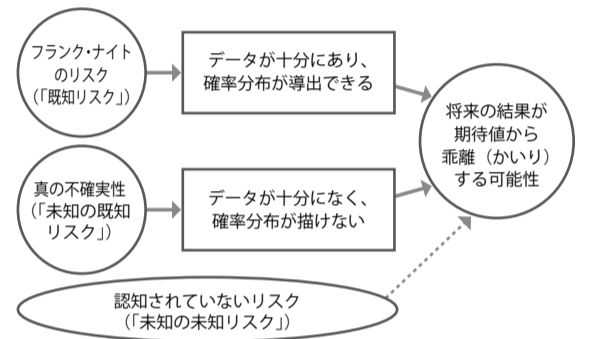 フランク・ナイト
のリスク
(「既知リスク」)
データが十分にあり、
確率分布が導出できる
将来の結果が
期待値から
乖離(かいり)
する可能性
真の不確実性
(「未知の既知
リスク」)
データが十分になく、
確率分布が描けない
認知されていないリスク
(「未知の未知リスク」)